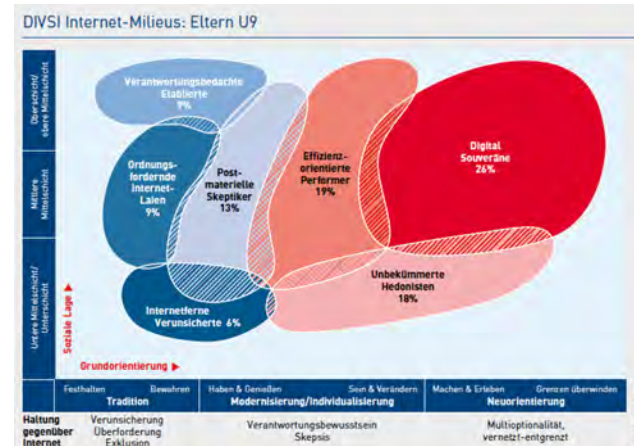 DIVSI Internet-Milieus: Eltern U9
Oberschicht/
obere Mittelschicht
Mittlere
Mittelschicht
Untere Mittelschicht/
Unterschicht
Soziale Lage ▶
Verantwortungsbedachte
Etablierte
9%
Ordnungs-
fordernde
Internet-
Laien
9%
Post-
materielle
Skeptiker
13%
Effizienz-
orientierte
Performer
19%
Digital
Souveräne
26%
Unbekümmerte
Hedonisten
18%
Internetferne
Verunsicherte 6%
Grundorientierung ▶
Festhalten Bewahren Haben & Genießen Sein & Verändern Machen & Erleben Grenzen überwinden
Tradition Modernisierung/Individualisierung Neuorientierung
Haltung
gegenüber
Internet
Verunsicherung
Überforderung
Exklusion
Verantwortungsbewusstsein
Skepsis
Multioptionalität,
vernetzt-entgrenzt